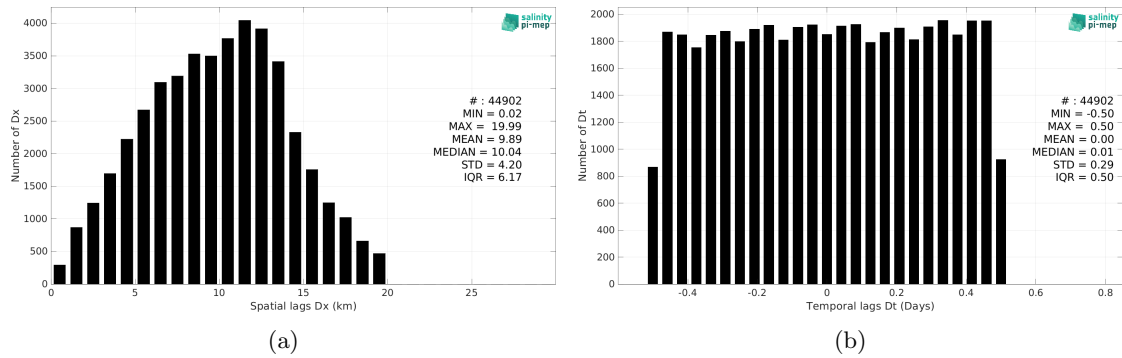 4000
3500
3000
2500
2000
1500
1000
500
0
Number of Dx
0 5 10 15 20 25
Spatial lags Dx (km)
salinity
pi-mep
# : 44902
MIN = 0.02
MAX = 19.99
MEAN = 9.89
MEDIAN = 10.04
STD = 4.20
IQR = 6.17
(a)
2000
1800
1600
1400
1200
1000
800
600
400
200
0
Number of Dt
-0.4 -0.2 0 0.2 0.4 0.6 0.8
Temporal lags Dt (Days)
salinity
pi-mep
# : 44902
MIN = -0.50
MAX = 0.50
MEAN = 0.00
MEDIAN = 0.01
STD = 0.29
IQR = 0.50
(b)